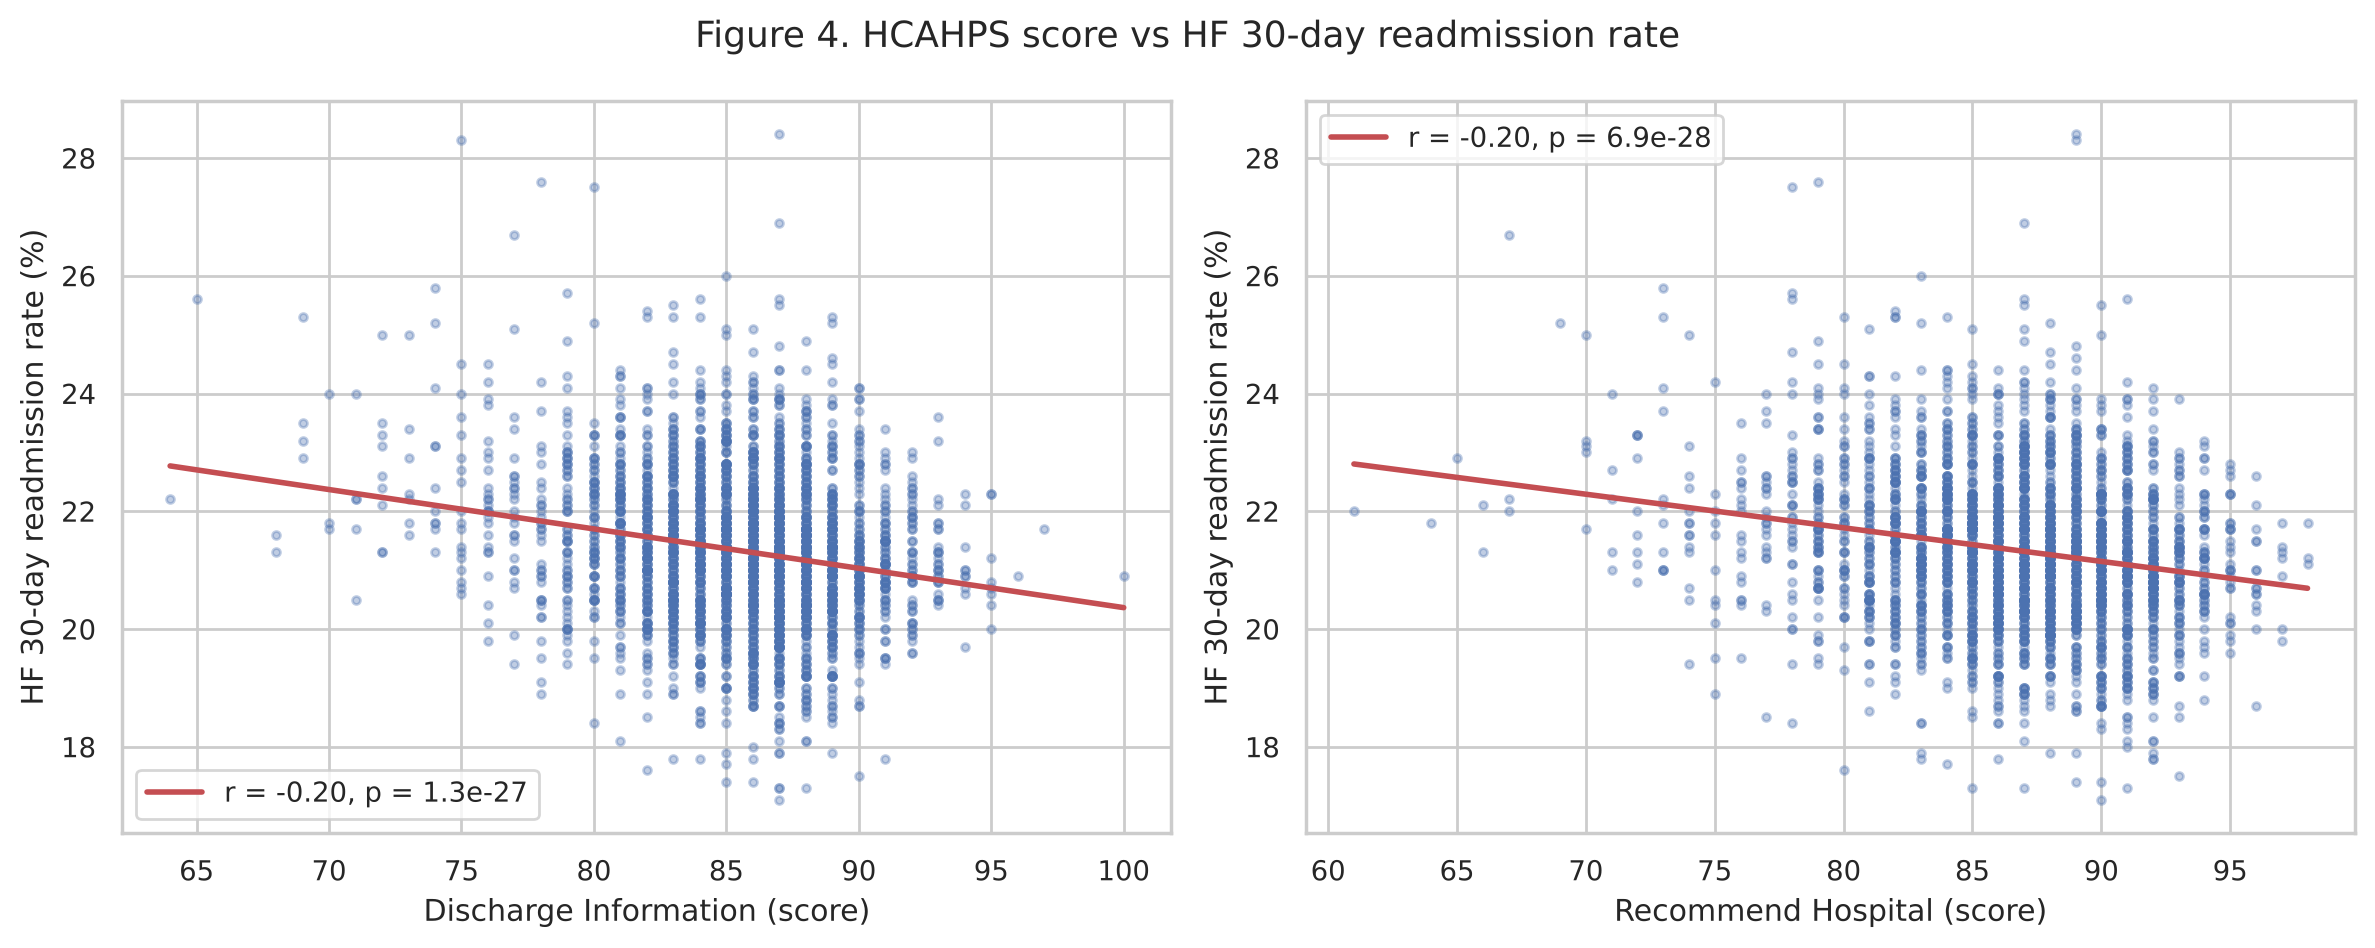 Figure 4. HCAHPS score vs HF 30-day readmission rate
HF 30-day readmission rate (%)
28
26
24
22
20
18
r = -0.20, p = 1.3e-27
65 70 75 80 85 90 95 100
Discharge Information (score)
HF 30-day readmission rate (%)
r = -0.20, p = 6.9e-28
28
26
24
22
20
18
60 65 70 75 80 85 90 95
Recommend Hospital (score)